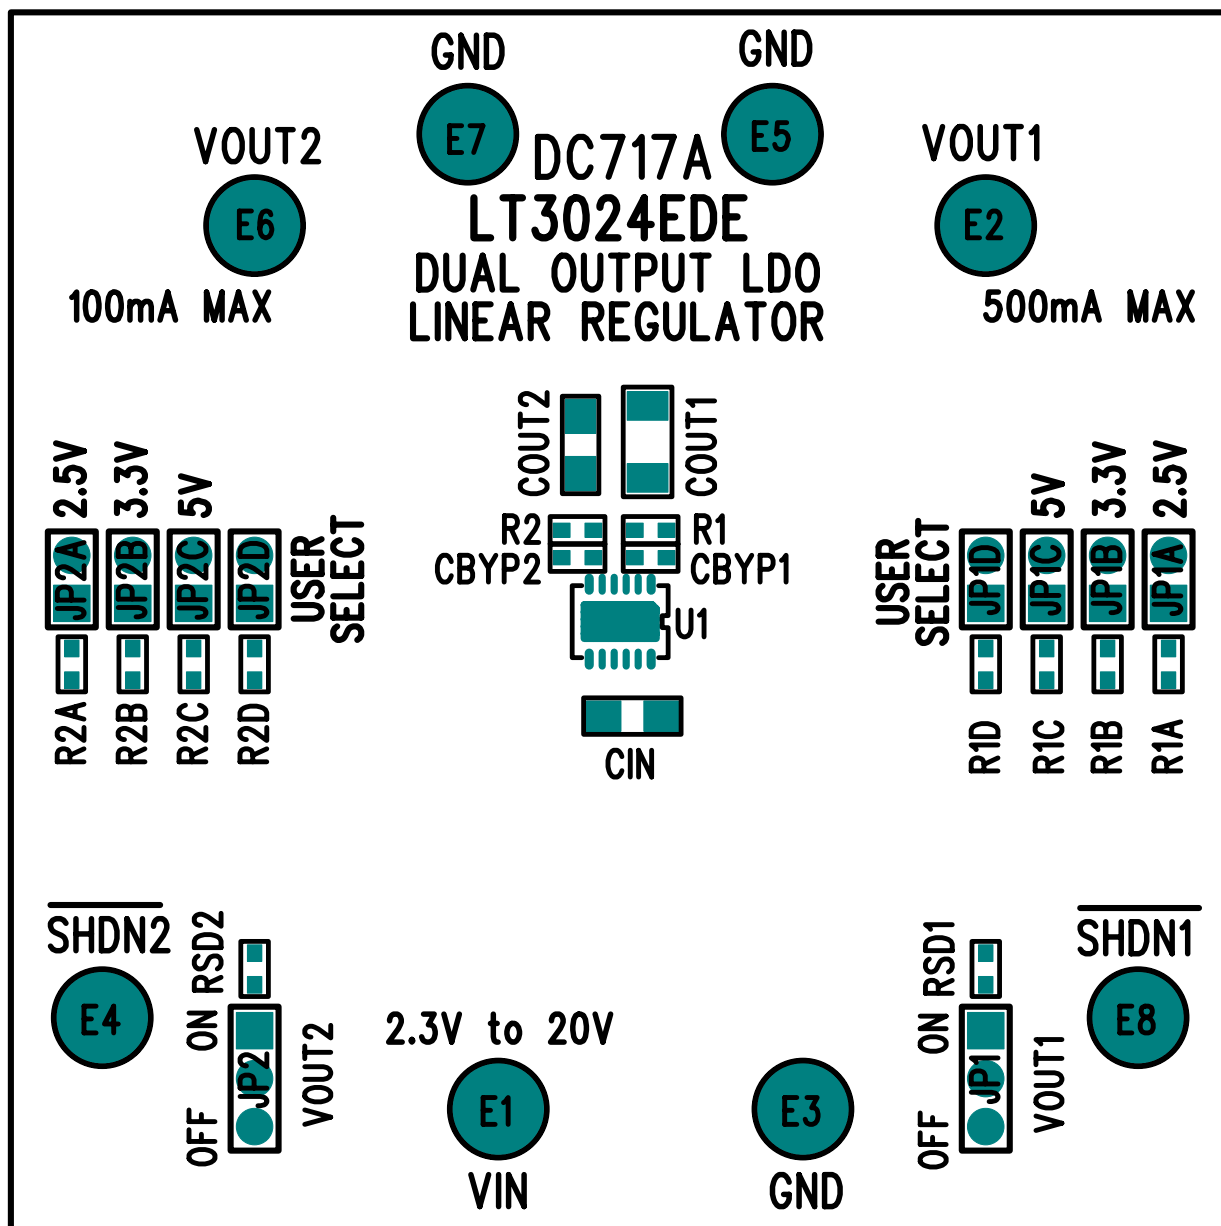 GND
GND
E7
E5
VOUT2
DC717A
VOUT1
E6
LT3024EDE
E2
DUAL OUTPUT LDO
100mA MAX
LINEAR REGULATOR
500mA MAX
COUT2
COUT1
2.5V
3.3V
5V
5V
3.3V
2.5V
R2
R1
CBYP2
CBYP1
JP2A
JP2B
JP2C
JP2D
USER
SELECT
USER
SELECT
JP1D
JP1C
JP1B
JP1A
U1
R2A
R2B
R2C
R2D
R1D
R1C
R1B
R1A
CIN
SHDN2
RSD2
RSD1
SHDN1
E4
ON
JP2
OFF
VOUT2
2.3V to 20V
E1
VIN
E3
GND
ON
JP1
OFF
VOUT1
E8